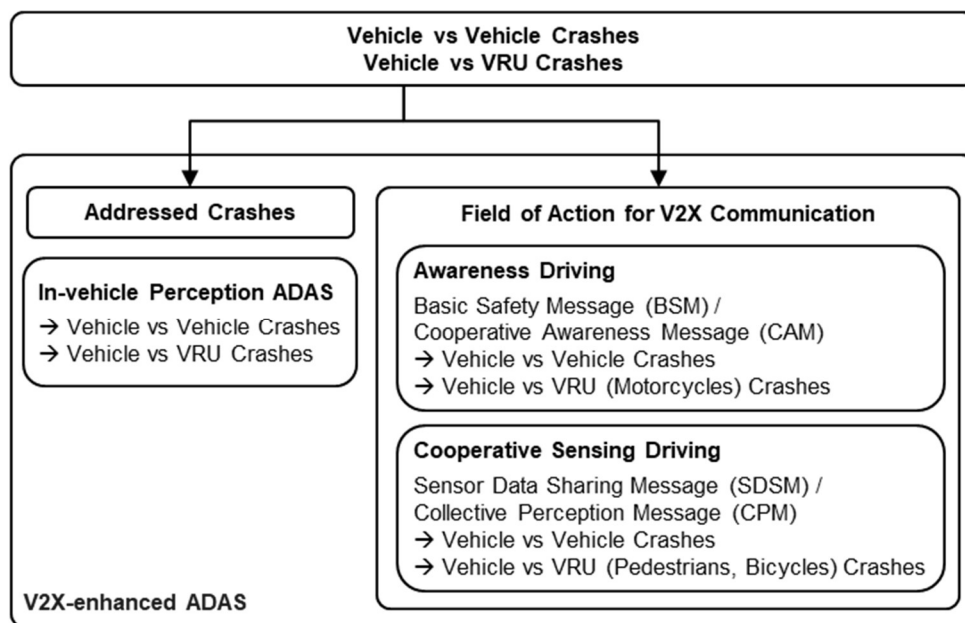 Vehicle vs Vehicle Crashes
Vehicle vs VRU Crashes
Addressed Crashes
In-vehicle Perception ADAS
→ Vehicle vs Vehicle Crashes
→ Vehicle vs VRU Crashes
Field of Action for V2X Communication
Awareness Driving
Basic Safety Message (BSM) /
Cooperative Awareness Message (CAM)
→ Vehicle vs Vehicle Crashes
→ Vehicle vs VRU (Motorcycles) Crashes
Cooperative Sensing Driving
Sensor Data Sharing Message (SDSM) /
Collective Perception Message (CPM)
→ Vehicle vs Vehicle Crashes
→ Vehicle vs VRU (Pedestrians, Bicycles) Crashes
V2X-enhanced ADAS